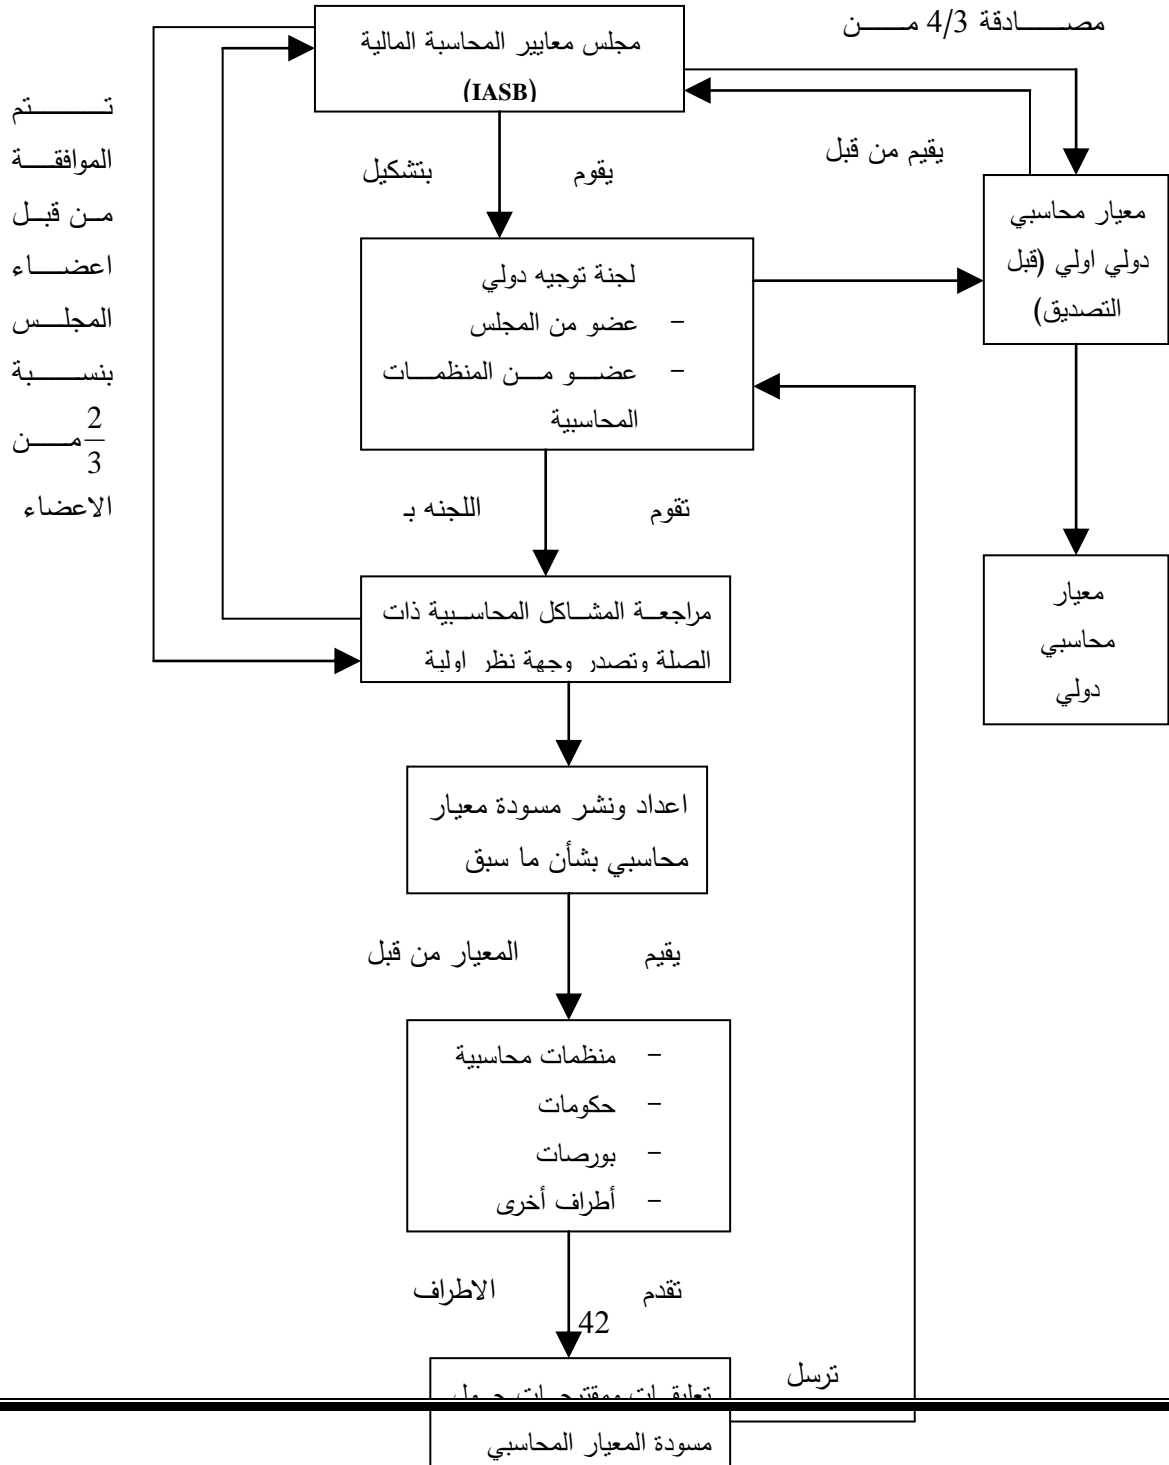 مصادقة 4/3 من
مجلس معايير المحاسبة المالية
(IASB)
تتم
الموافقة
من قبل
اعضاء
المجلس
بنسبة
2/3 من
الاعضاء
يقيم من قبل
يقوم بتشكيل
معيار محاسبي
دولي اولي (قبل
التصديق)
لجنة توجيه دولي
- عضو من المجلس
- عضو من المنظمات
المحاسبية
تقوم اللجنه بـ
معيار
محاسبي
دولي
مراجعة المشاكل المحاسبية ذات
الصلة وتصدر وجهة نظر اولية
اعداد ونشر مسودة معيار
محاسبي بشأن ما سبق
يقيم المعيار من قبل
- منظمات محاسبية
- حكومات
- بورصات
- أطراف أخرى
تقدم الاطراف
42
ترسل
تعليقات ومقترحات حول
مسودة المعيار المحاسبي